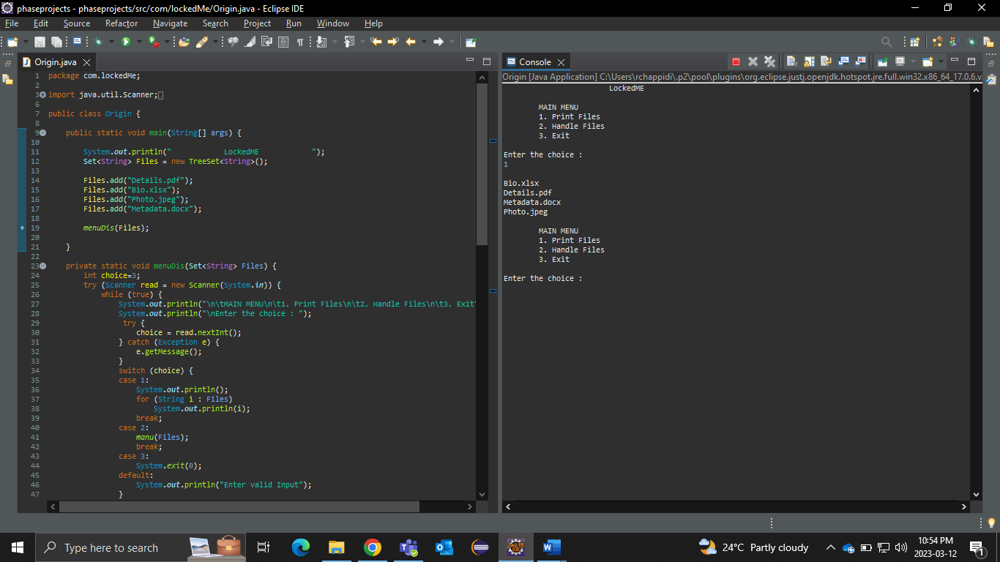 phaseprojects - phaseprojects/src/com/lockedMe/Origin.java - Eclipse IDE
File Edit Source Refactor Navigate Search Project Run Window Help
Origin.java
1 package com.lockedMe;
2
3 import java.util.Scanner;
6
7 public class Origin {
8
9 public static void main(String[] args) {
10
11 System.out.println("            LockedME            ");
12 Set<String> Files = new TreeSet<String>();
13
14 Files.add("Details.pdf");
15 Files.add("Bio.xlsx");
16 Files.add("Photo.jpeg");
17 Files.add("Metadata.docx");
18
19 menuDis(Files);
20
21 }
22
23 private static void menuDis(Set<String> Files) {
24 int choice=3;
25 try (Scanner read = new Scanner(System.in)) {
26 while (true) {
27 System.out.println("\n\tMAIN MENU\n\t1. Print Files\n\t2. Handle Files\n\t3. Exit"
28 System.out.println("\nEnter the choice : ");
29 try {
30 choice = read.nextInt();
31 } catch (Exception e) {
32 e.getMessage();
33 }
34 switch (choice) {
35 case 1:
36 System.out.println();
37 for (String i : Files)
38 System.out.println(i);
39 break;
40 case 2:
41 manu(Files);
42 break;
43 case 3:
44 System.exit(0);
45 default:
46 System.out.println("Enter valid Input");
47 }
Console
Origin [Java Application] C:\Users\rchappidi\.p2\pool\plugins\org.eclipse.justj.openjdk.hotspot.jre.full.win32.x86_64_17.0.6.v
LockedME
MAIN MENU
1. Print Files
2. Handle Files
3. Exit
Enter the choice :
1
Bio.xlsx
Details.pdf
Metadata.docx
Photo.jpeg
MAIN MENU
1. Print Files
2. Handle Files
3. Exit
Enter the choice :
Type here to search
24°C Partly cloudy
10:54 PM
2023-03-12
1